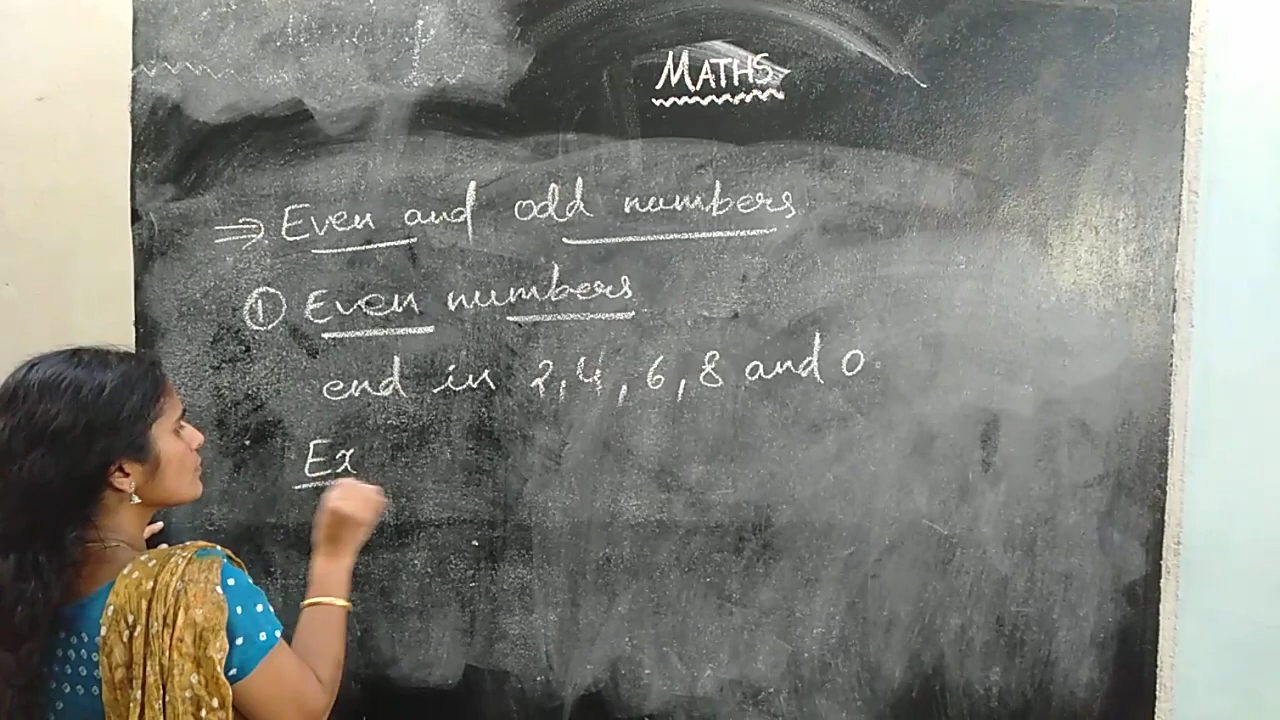 MATHS
⇒ Even and odd numbers
① Even numbers
end in 2, 4, 6, 8 and 0.
Ex